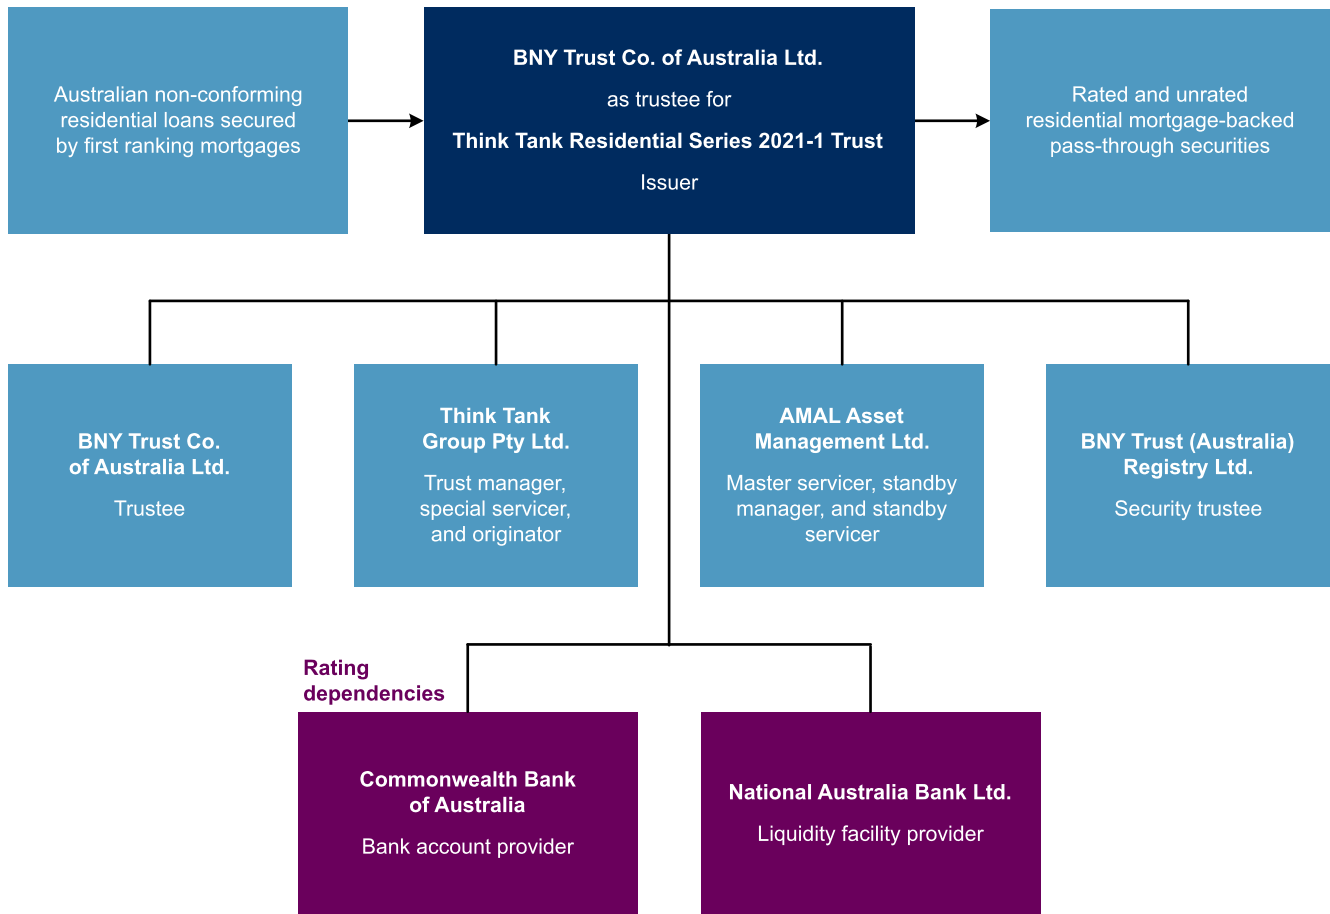 Australian non-conforming
residential loans secured
by first ranking mortgages
BNY Trust Co. of Australia Ltd.
as trustee for
Think Tank Residential Series 2021-1 Trust
Issuer
Rated and unrated
residential mortgage-backed
pass-through securities
BNY Trust Co.
of Australia Ltd.
Trustee
Think Tank
Group Pty Ltd.
Trust manager,
special servicer,
and originator
AMAL Asset
Management Ltd.
Master servicer, standby
manager, and standby
servicer
BNY Trust (Australia)
Registry Ltd.
Security trustee
Rating
dependencies
Commonwealth Bank
of Australia
Bank account provider
National Australia Bank Ltd.
Liquidity facility provider